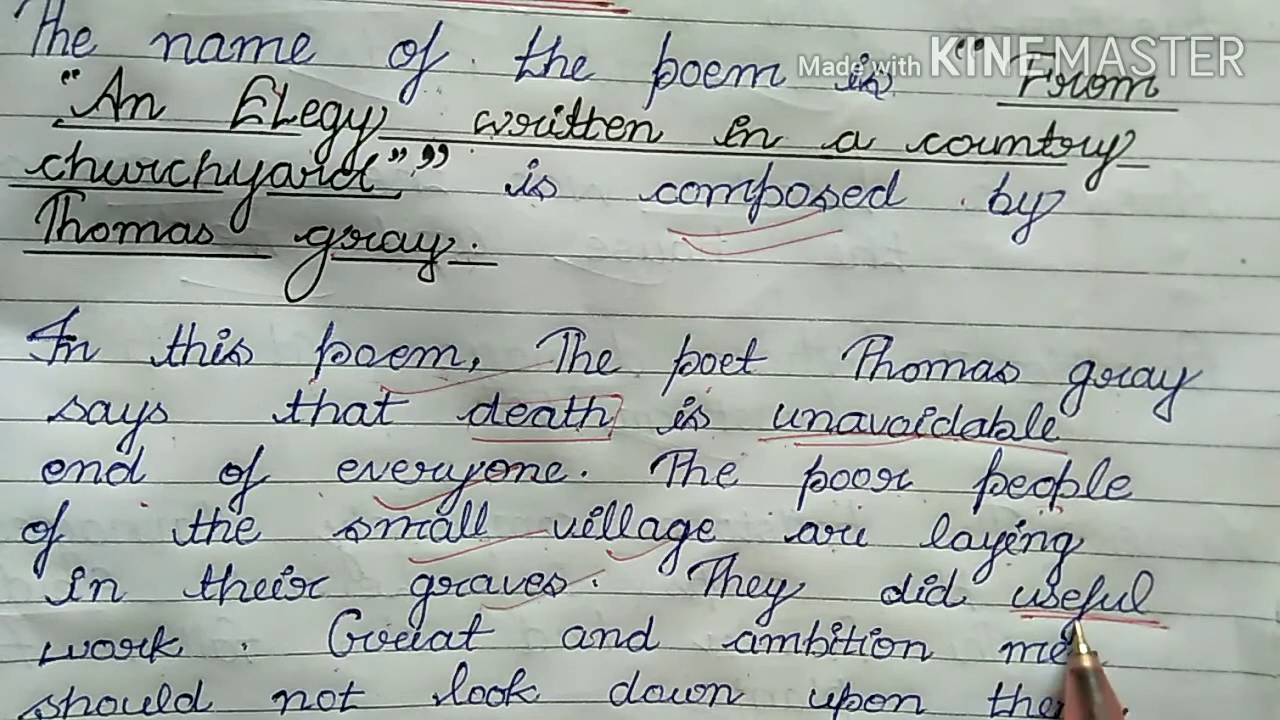 The name of the poem is "From
Made with KINEMASTER
"An Elegy written in a country
churchyard"" is composed by
Thomas gray.
In this poem, The poet Thomas gray
says that death is unavoidable
end of everyone. The poor people
of the small village are laying
in their graves. They did useful
work. Great and ambition
should not look down upon